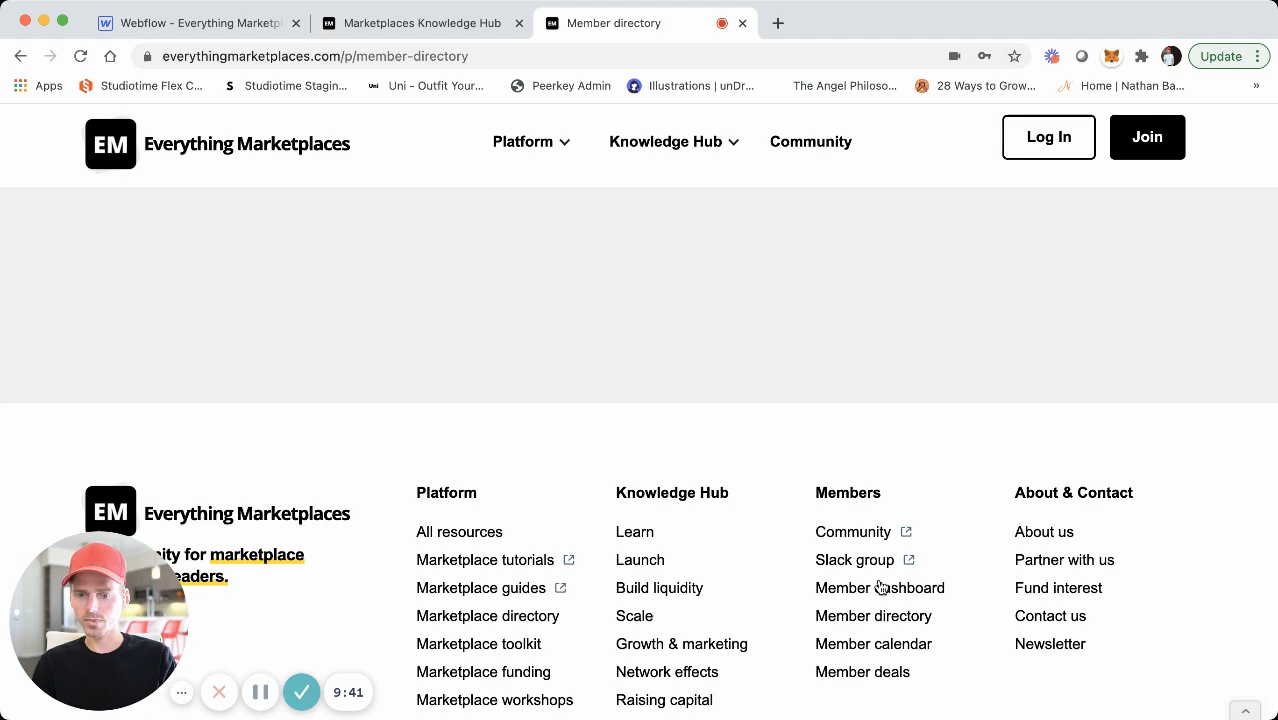 Webflow - Everything Marketpl
Marketplaces Knowledge Hub
Member directory
everythingmarketplaces.com/p/member-directory
Update
Apps
Studiotime Flex C...
Studiotime Stagin...
Uni - Outfit Your...
Peerkey Admin
Illustrations | unDr...
The Angel Philoso...
28 Ways to Grow...
Home | Nathan Ba...
»
EM Everything Marketplaces
Platform
Knowledge Hub
Community
Log In
Join
EM Everything Marketplaces
ity for marketplace
eaders.
Platform
All resources
Marketplace tutorials
Marketplace guides
Marketplace directory
Marketplace toolkit
Marketplace funding
Marketplace workshops
Knowledge Hub
Learn
Launch
Build liquidity
Scale
Growth & marketing
Network effects
Raising capital
Members
Community
Slack group
Member dashboard
Member directory
Member calendar
Member deals
About & Contact
About us
Partner with us
Fund interest
Contact us
Newsletter
9:41